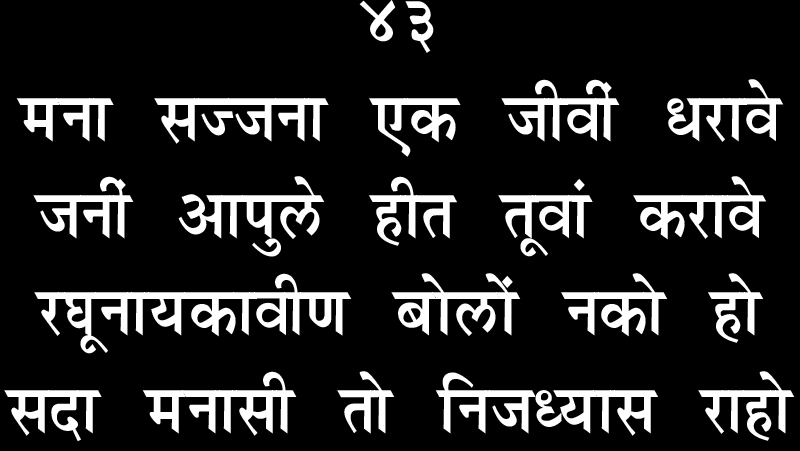 ४३
मना सज्जना एक जीवीं धरावे
जनीं आपुले हीत तूवां करावे
रघूनायकावीण बोलों नको हो
सदा मनासी तो निजध्यास राहो